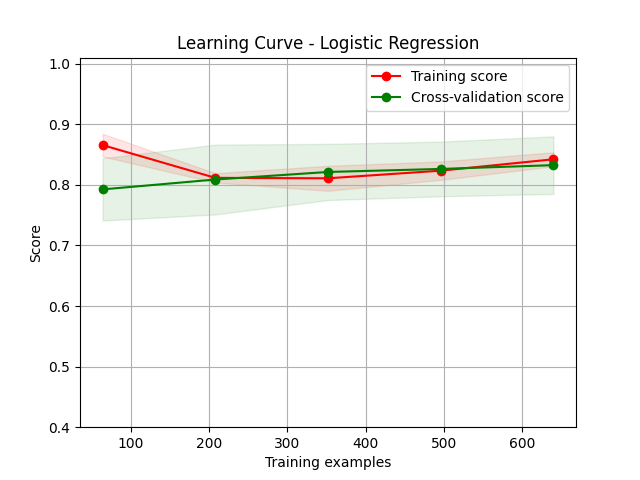 Learning Curve - Logistic Regression
Training score
Cross-validation score
1.0
0.9
0.8
0.7
0.6
0.5
0.4
Score
100 200 300 400 500 600
Training examples